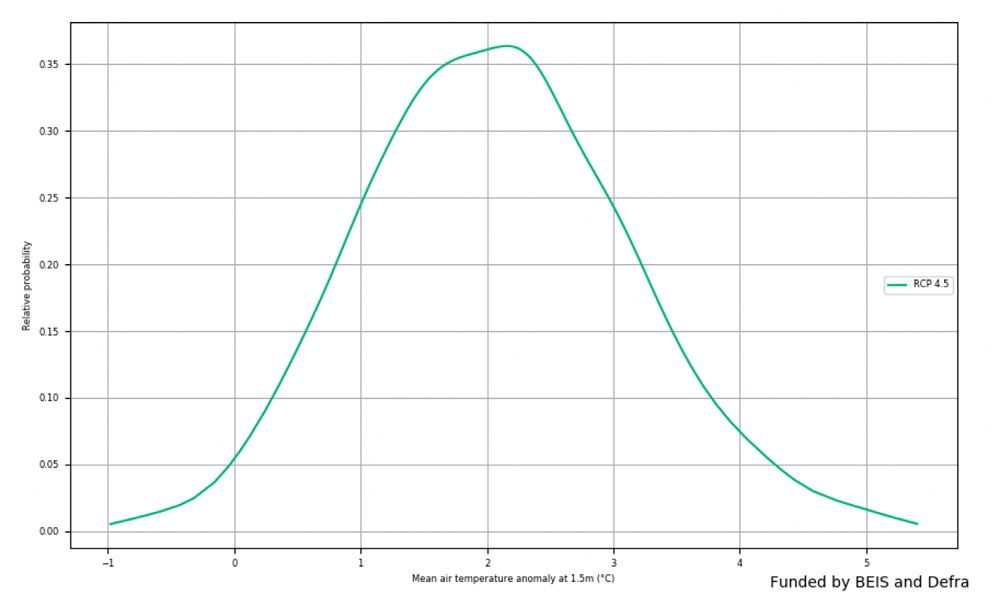 0.35
0.30
0.25
0.20
0.15
0.10
0.05
0.00
Relative probability
RCP 4.5
−1 0 1 2 3 4 5
Mean air temperature anomaly at 1.5m (°C)
Funded by BEIS and Defra